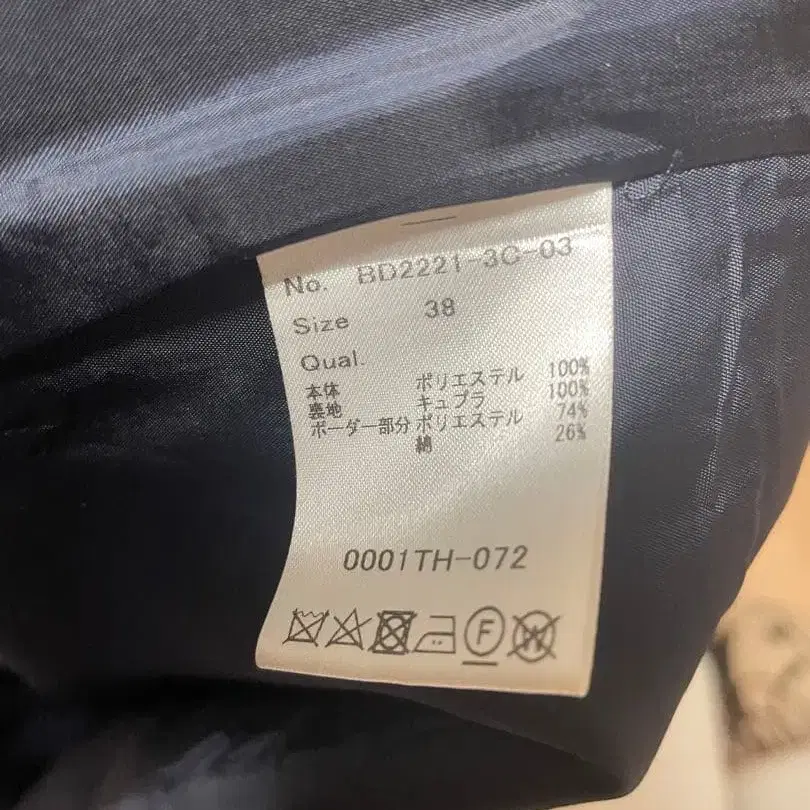 No. BD2221-3C-03
Size 38
Qual.
本体 ポリエステル 100%
裏地 キュプラ 100%
ボーダー部分 ポリエステル 74%
綿 26%
0001TH-072
F W